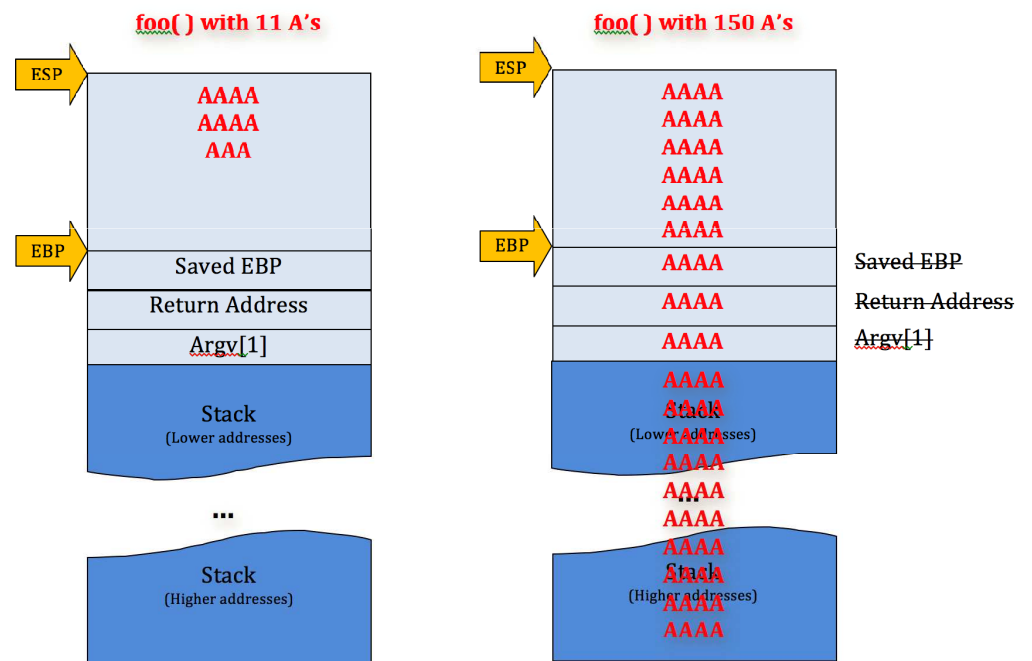 foo( ) with 11 A’s
ESP
AAAA
AAAA
AAA
EBP
Saved EBP
Return Address
Argv[1]
Stack
(Lower addresses)
...
Stack
(Higher addresses)
foo( ) with 150 A’s
ESP
AAAA
AAAA
AAAA
AAAA
AAAA
AAAA
EBP
AAAA
Saved EBP
AAAA
Return Address
AAAA
Argv[1]
AAAA
Stack
AAAA
(Lower addresses)
AAAA
AAAA
AAAA
...
AAAA
AAAA
Stack
AAAA
(Higher addresses)
AAAA
AAAA